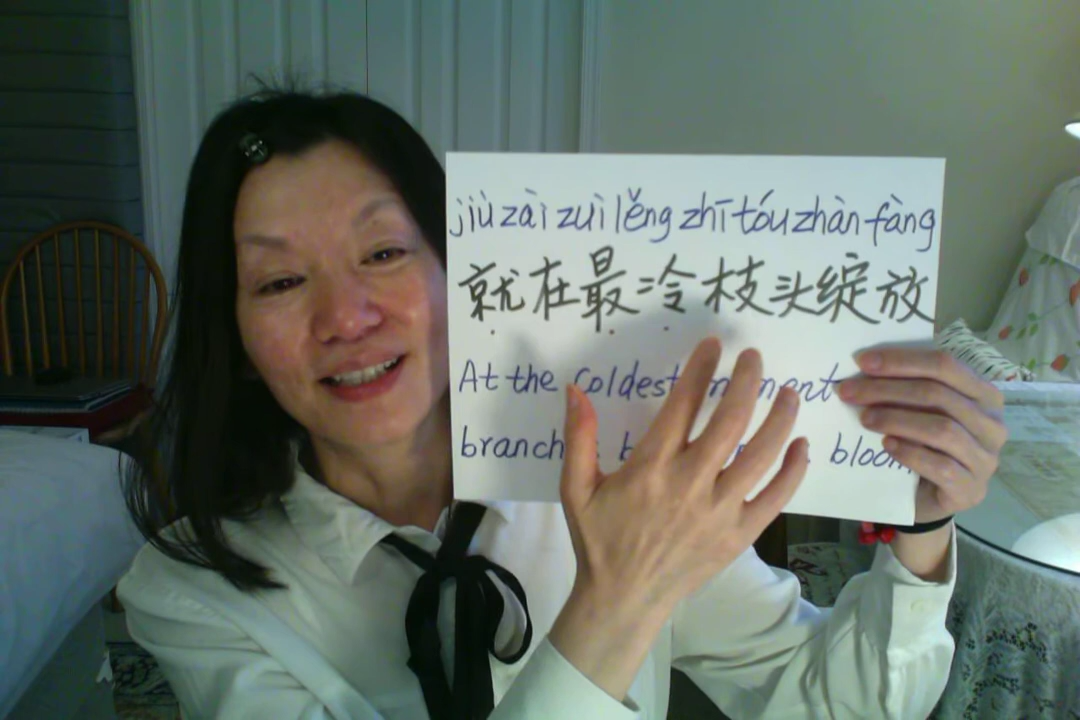 jiù zài zuì lěng zhī tóu zhàn fàng
就在最冷枝头绽放
At the coldest moment
branch bloom